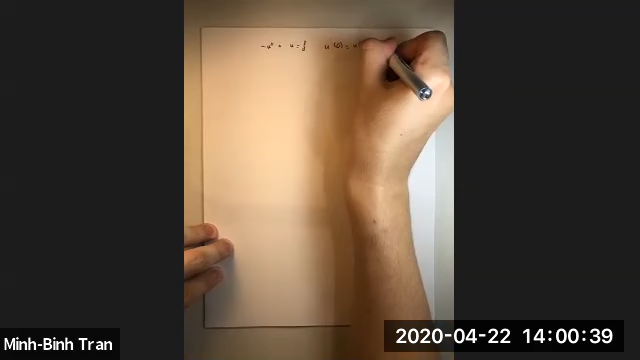 -u'' + u = f u(0) = u
Minh-Binh Tran
2020-04-22 14:00:39